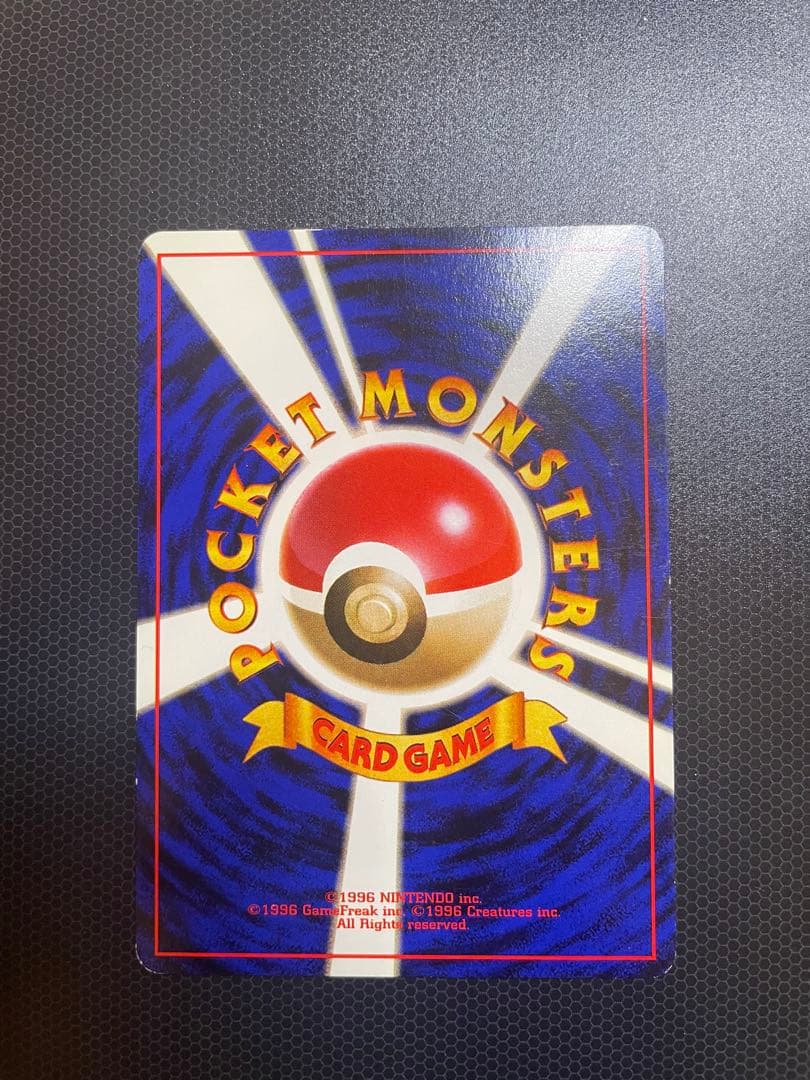 POCKET MONSTERS
CARD GAME
©1996 NINTENDO inc.
©1996 GameFreak inc. ©1996 Creatures inc.
All Rights reserved.